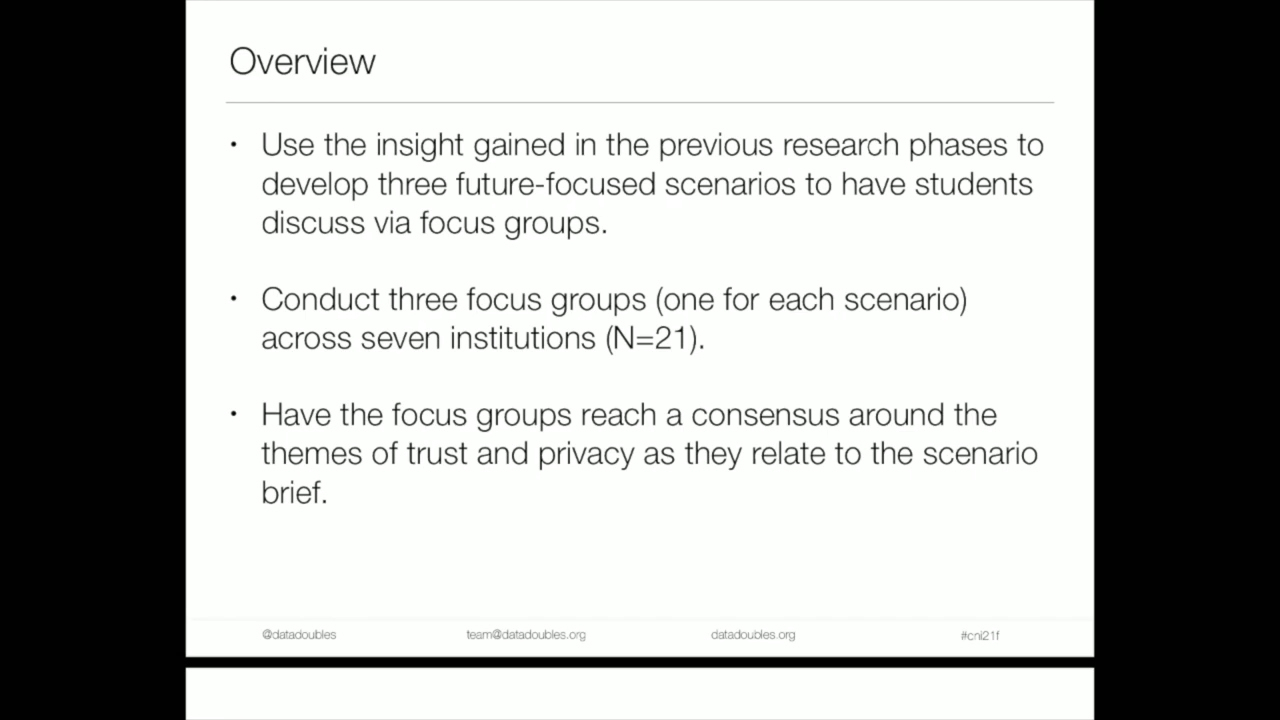 Overview
• Use the insight gained in the previous research phases to
develop three future-focused scenarios to have students
discuss via focus groups.
• Conduct three focus groups (one for each scenario)
across seven institutions (N=21).
• Have the focus groups reach a consensus around the
themes of trust and privacy as they relate to the scenario
brief.
@datadoubles team@datadoubles.org datadoubles.org #cni21f